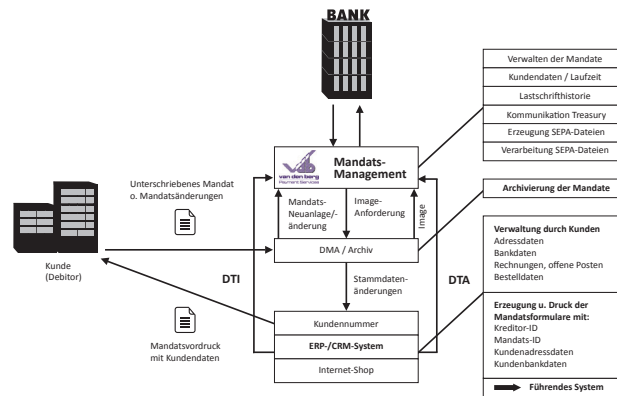 BANK
Verwalten der Mandate
Kundendaten / Laufzeit
Lastschrifthistorie
Kommunikation Treasury
Erzeugung SEPA-Dateien
Verarbeitung SEPA-Dateien
van den berg
Payment Services
Mandats-
Management
Unterschriebenes Mandat
o. Mandatsänderungen
Mandats-
Neuanlage/-
änderung
Image-
Anforderung
Image
Archivierung der Mandate
Kunde
(Debitor)
DMA / Archiv
DTI
Stammdaten-
änderungen
DTA
Verwaltung durch Kunden
Adressdaten
Bankdaten
Rechnungen, offene Posten
Bestelldaten
Mandatsvordruck
mit Kundendaten
Kundennummer
ERP-/CRM-System
Internet-Shop
Erzeugung u. Druck der
Mandatsformulare mit:
Kreditor-ID
Mandats-ID
Kundenadressdaten
Kundenbankdaten
Führendes System